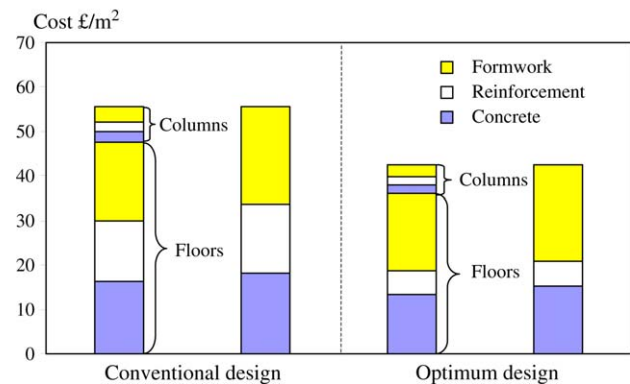 Cost £/m²
70
60
50
40
30
20
10
0
Formwork
Reinforcement
Concrete
Columns
Floors
Columns
Floors
Conventional design
Optimum design